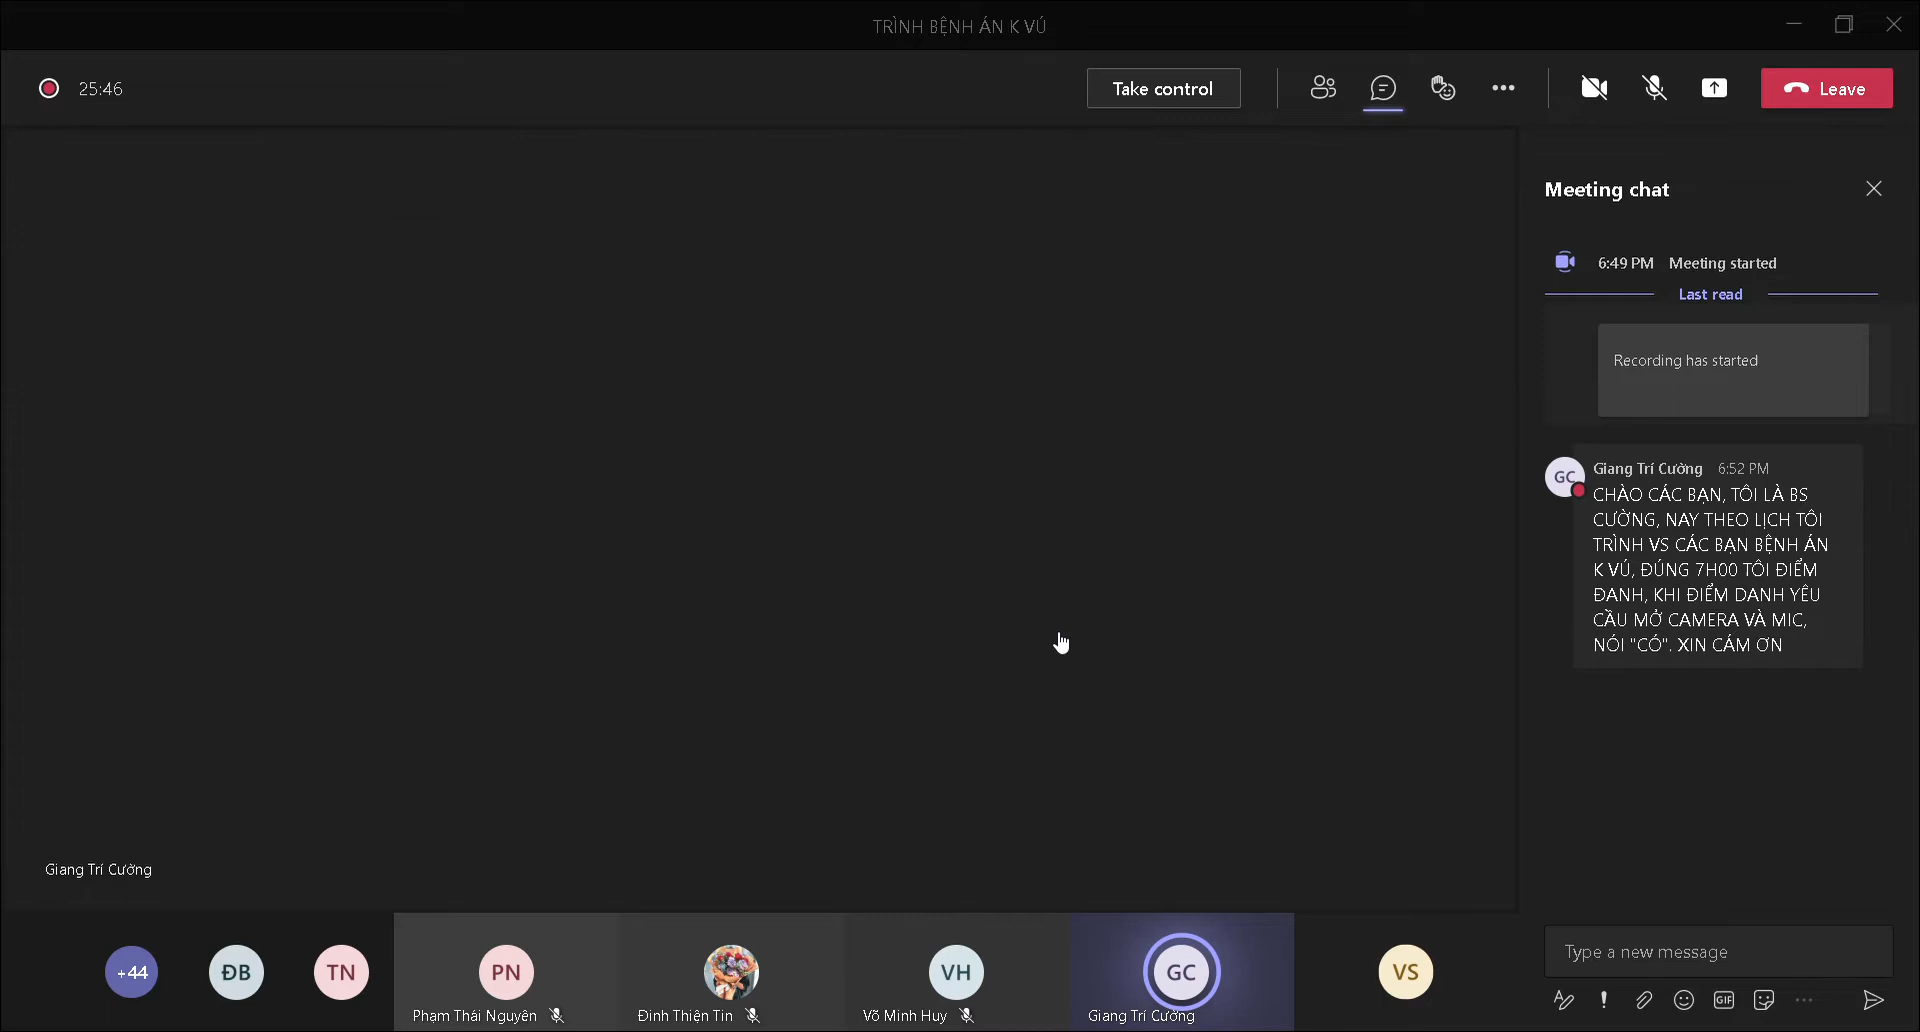 TRÌNH BỆNH ÁN K VÚ
25:46
Take control
Leave
Meeting chat
6:49 PM Meeting started
Last read
Recording has started
GC
Giang Trí Cường 6:52 PM
CHÀO CÁC BẠN, TÔI LÀ BS
CƯỜNG, NAY THEO LỊCH TÔI
TRÌNH VS CÁC BẠN BỆNH ÁN
K VÚ, ĐÚNG 7H00 TÔI ĐIỂM
ĐANH, KHI ĐIỂM DANH YÊU
CẦU MỞ CAMERA VÀ MIC,
NÓI "CÓ". XIN CÁM ƠN
Giang Trí Cường
+44
ĐB
TN
PN
Phạm Thái Nguyên
Đinh Thiện Tin
VH
Võ Minh Huy
GC
Giang Trí Cường
VS
Type a new message
GIF